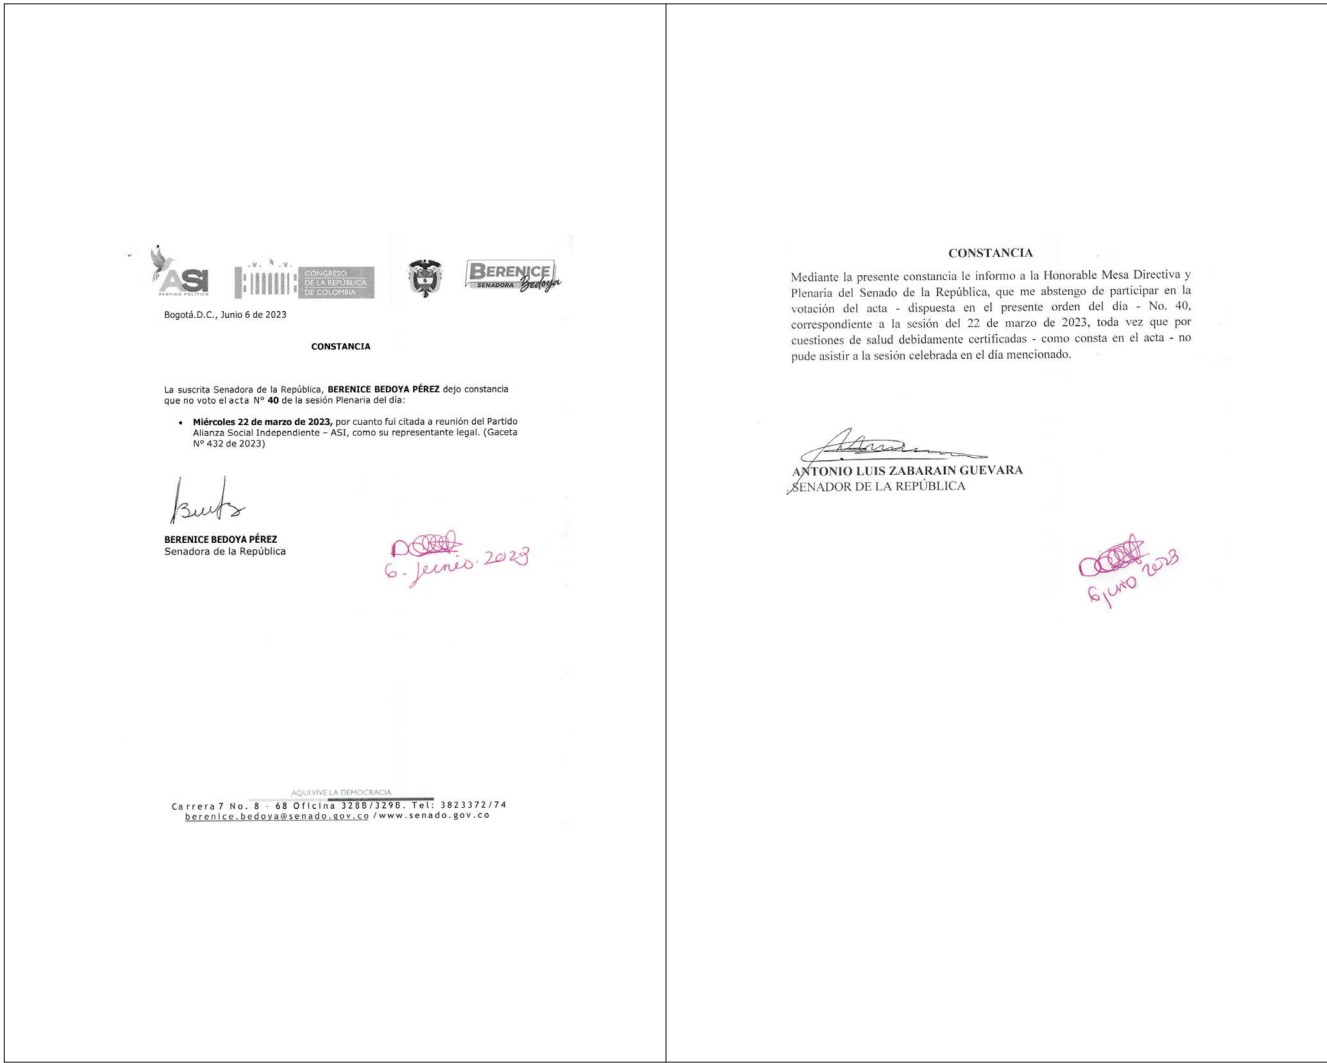 ASI
PARTIDO POLÍTICO
CONGRESO
DE LA REPÚBLICA
DE COLOMBIA
BERENICE
SENADORA Bedoya
Bogotá.D.C., Junio 6 de 2023
CONSTANCIA
La suscrita Senadora de la República, BERENICE BEDOYA PÉREZ dejo constancia
que no voto el acta N° 40 de la sesión Plenaria del día:
• Miércoles 22 de marzo de 2023, por cuanto fui citada a reunión del Partido
Alianza Social Independiente – ASI, como su representante legal. (Gaceta
N° 432 de 2023)
BERENICE BEDOYA PÉREZ
Senadora de la República
6. Junio. 2023
AQUÍ VIVE LA DEMOCRACIA
Carrera 7 No. 8 - 68 Oficina 328B/329B. Tel: 3823372/74
berenice.bedoya@senado.gov.co /www.senado.gov.co
CONSTANCIA
Mediante la presente constancia le informo a la Honorable Mesa Directiva y
Plenaria del Senado de la República, que me abstengo de participar en la
votación del acta - dispuesta en el presente orden del día - No. 40,
correspondiente a la sesión del 22 de marzo de 2023, toda vez que por
cuestiones de salud debidamente certificadas - como consta en el acta - no
pude asistir a la sesión celebrada en el día mencionado.
ANTONIO LUIS ZABARAIN GUEVARA
SENADOR DE LA REPÚBLICA
6 junio 2023